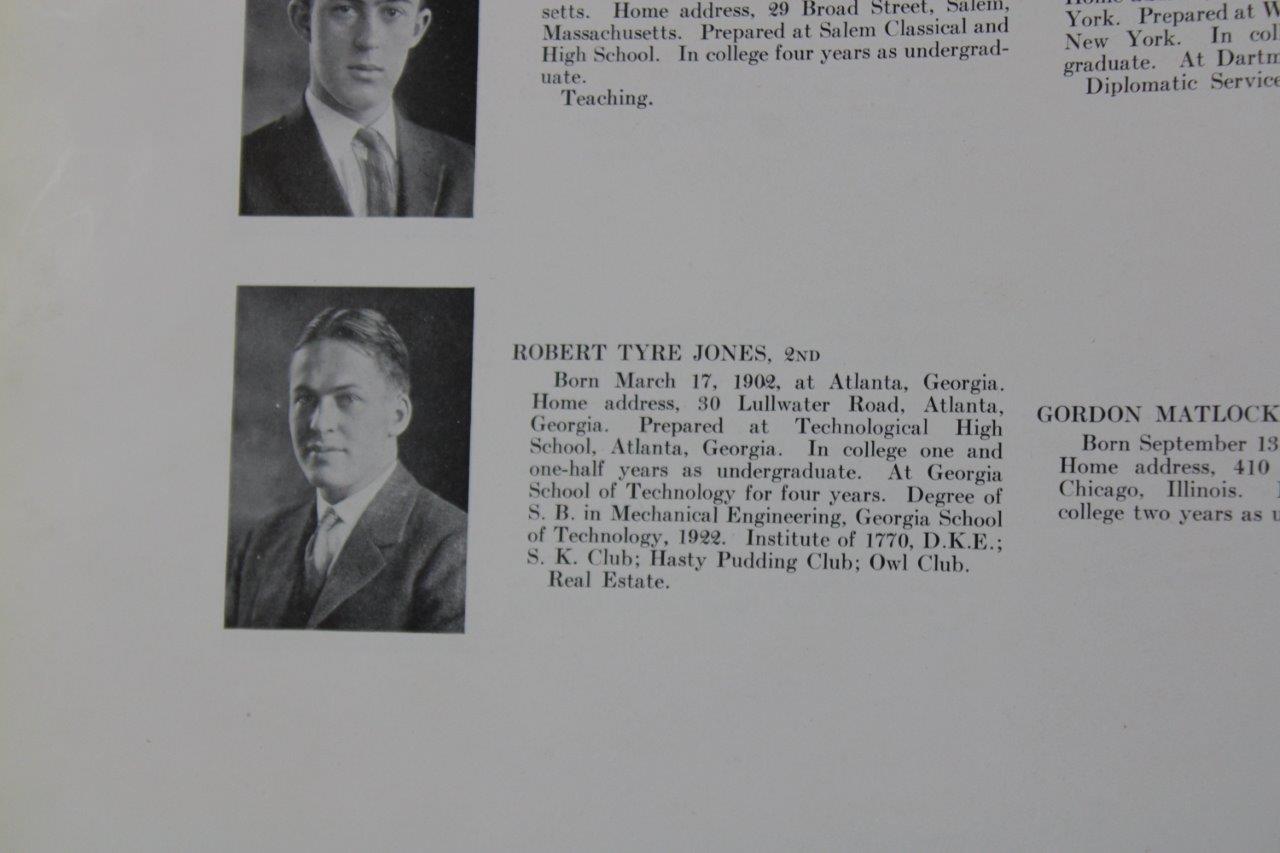 setts. Home address, 29 Broad Street, Salem,
Massachusetts. Prepared at Salem Classical and
High School. In college four years as undergrad-
uate.
Teaching.
ROBERT TYRE JONES, 2ND
Born March 17, 1902, at Atlanta, Georgia.
Home address, 30 Lullwater Road, Atlanta,
Georgia. Prepared at Technological High
School, Atlanta, Georgia. In college one and
one-half years as undergraduate. At Georgia
School of Technology for four years. Degree of
S. B. in Mechanical Engineering, Georgia School
of Technology, 1922. Institute of 1770, D.K.E.;
S. K. Club; Hasty Pudding Club; Owl Club.
Real Estate.
York. Prepared at W
New York. In col
graduate. At Dartm
Diplomatic Service
GORDON MATLOCK
Born September 13
Home address, 410
Chicago, Illinois.
college two years as u